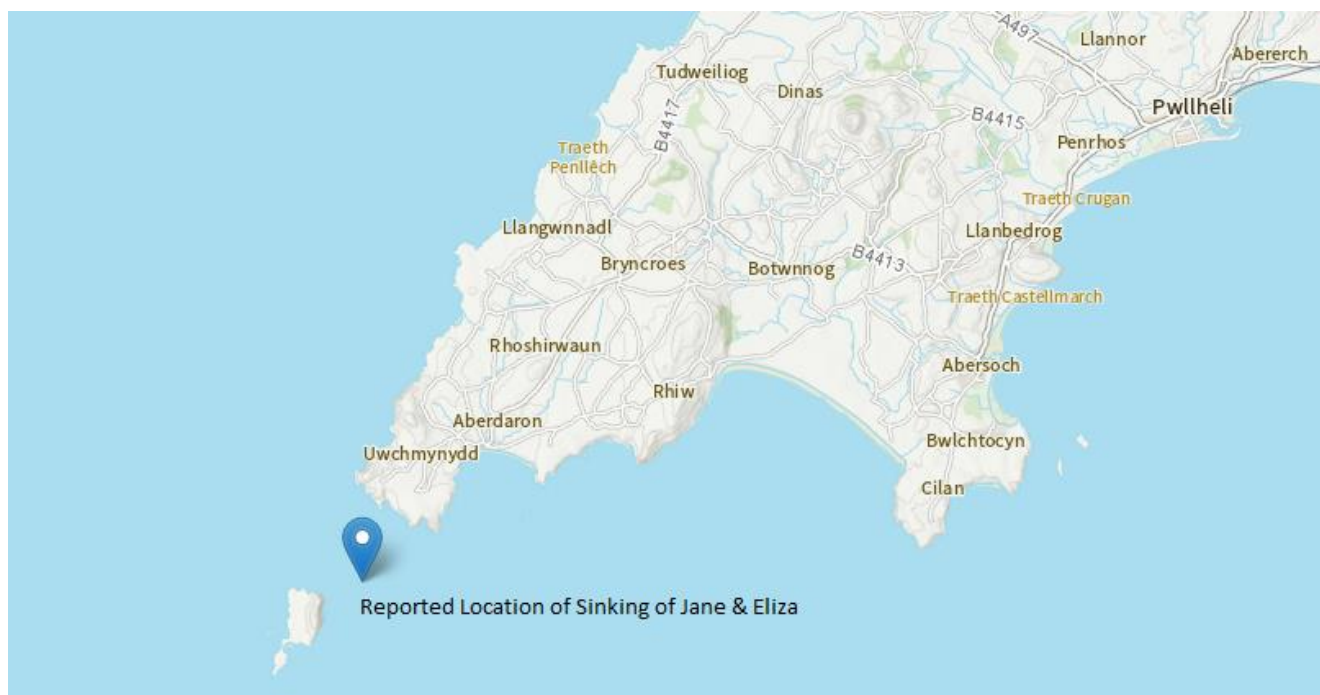 A497
Llannor
Abererch
Tudweiliog
Dinas
Pwllheli
B4417
B4415
Penrhos
Traeth
Penllêch
Traeth Crugan
Llangwnnadl
Llanbedrog
Bryncroes
Botwnnog
B4413
Traeth Castellmarch
Rhoshirwaun
Abersoch
Rhiw
Aberdaron
Bwlchtocyn
Uwchmynydd
Cilan
Reported Location of Sinking of Jane & Eliza